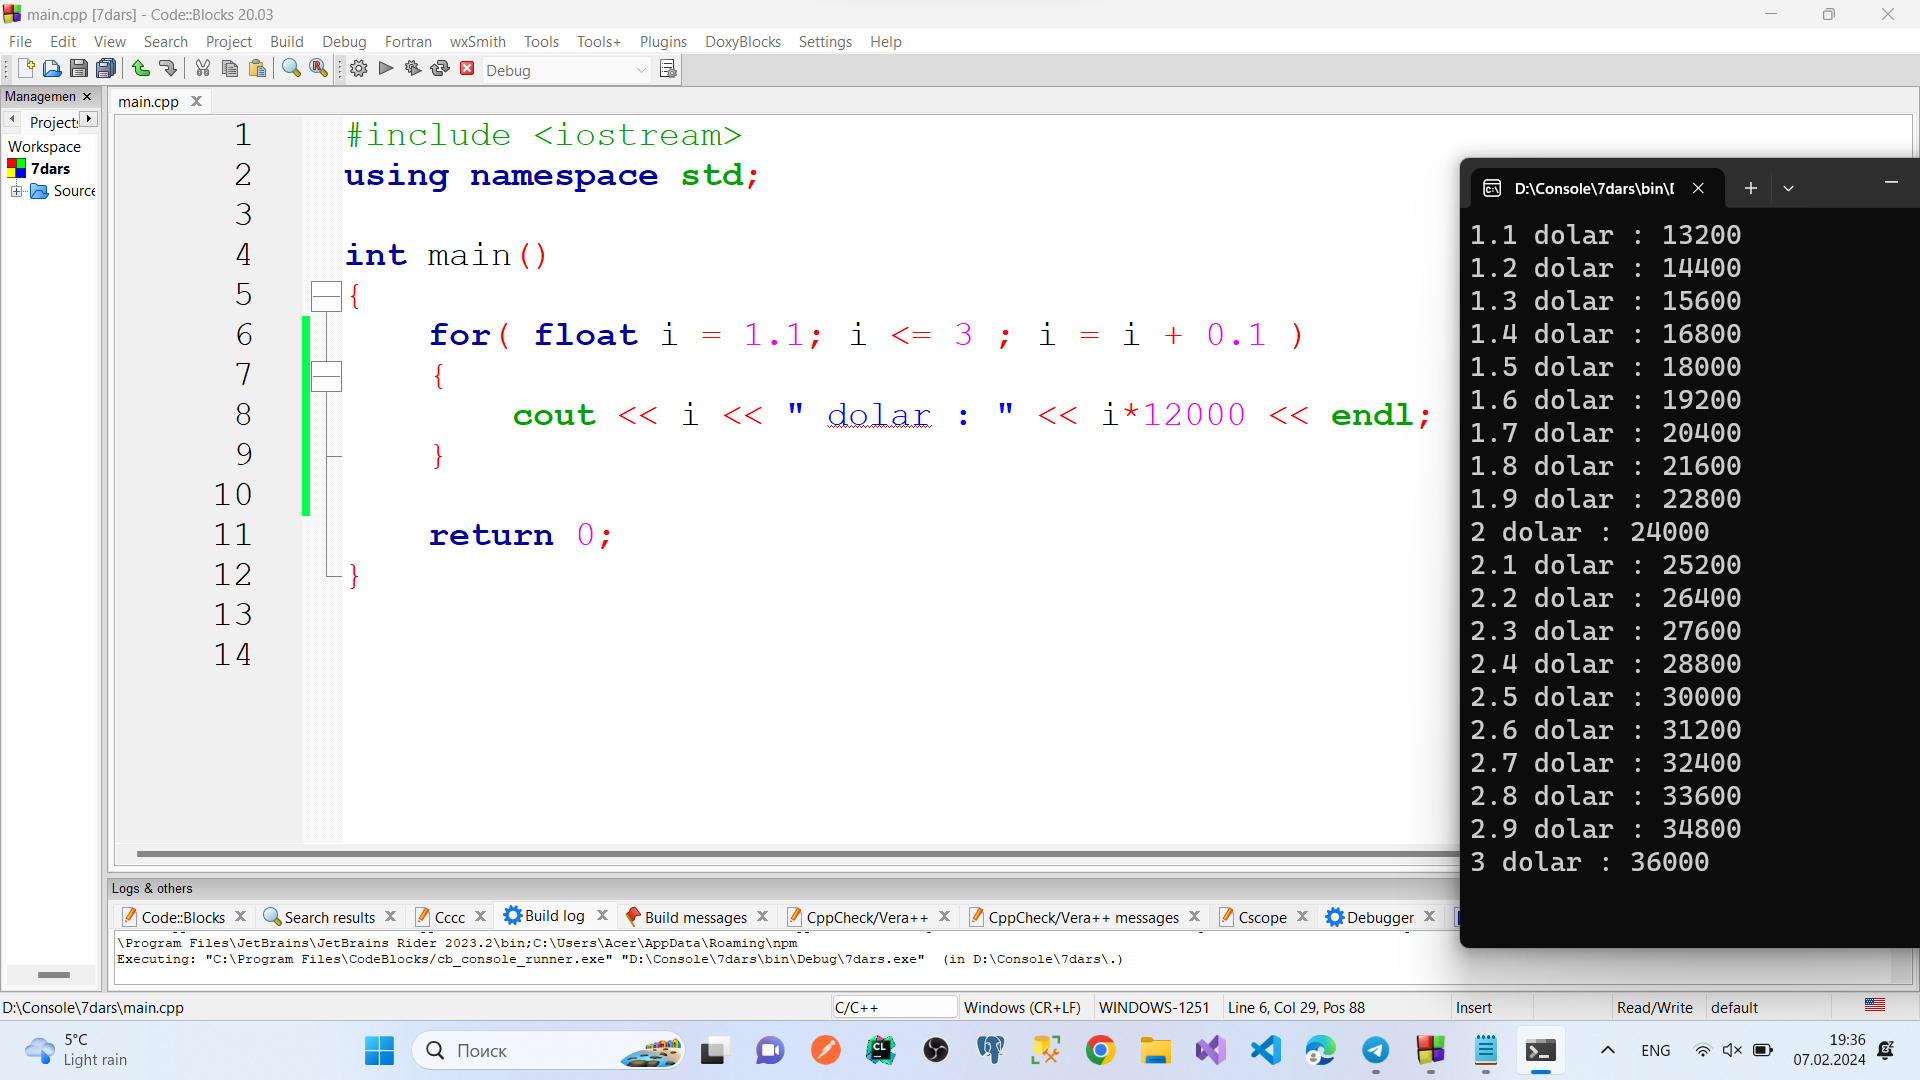 main.cpp [7dars] - Code::Blocks 20.03
File Edit View Search Project Build Debug Fortran wxSmith Tools Tools+ Plugins DoxyBlocks Settings Help
Debug
Managemen
main.cpp
Projects
Workspace
7dars
Source
1 #include <iostream>
2 using namespace std;
3
4 int main()
5 {
6 for( float i = 1.1; i <= 3 ; i = i + 0.1 )
7 {
8 cout << i << " dolar : " << i*12000 << endl;
9 }
10
11 return 0;
12 }
13
14
D:\Console\7dars\bin\D
1.1 dolar : 13200
1.2 dolar : 14400
1.3 dolar : 15600
1.4 dolar : 16800
1.5 dolar : 18000
1.6 dolar : 19200
1.7 dolar : 20400
1.8 dolar : 21600
1.9 dolar : 22800
2 dolar : 24000
2.1 dolar : 25200
2.2 dolar : 26400
2.3 dolar : 27600
2.4 dolar : 28800
2.5 dolar : 30000
2.6 dolar : 31200
2.7 dolar : 32400
2.8 dolar : 33600
2.9 dolar : 34800
3 dolar : 36000
Logs & others
Code::Blocks Search results Cccc Build log Build messages CppCheck/Vera++ CppCheck/Vera++ messages Cscope Debugger
\Program Files\JetBrains\JetBrains Rider 2023.2\bin;C:\Users\Acer\AppData\Roaming\npm
Executing: "C:\Program Files\CodeBlocks/cb_console_runner.exe" "D:\Console\7dars\bin\Debug\7dars.exe" (in D:\Console\7dars\.)
D:\Console\7dars\main.cpp C/C++ Windows (CR+LF) WINDOWS-1251 Line 6, Col 29, Pos 88 Insert Read/Write default
5°C
Light rain
Поиск
ENG
19:36
07.02.2024